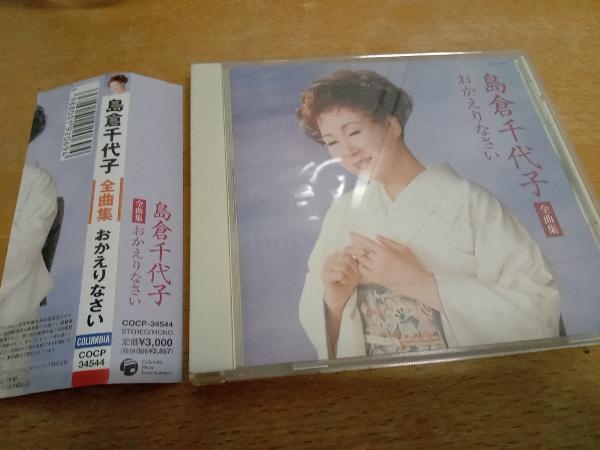 島倉千代子
全曲集
おかえりなさい
COLUMBIA
COCP
34544
島倉千代子
全曲集
おかえりなさい
COCP-34544
STEREO/MONO
定価¥3,000
(税抜価格¥2,857)
Columbia
Music
Entertainment
島倉千代子
おかえりなさい
全曲集